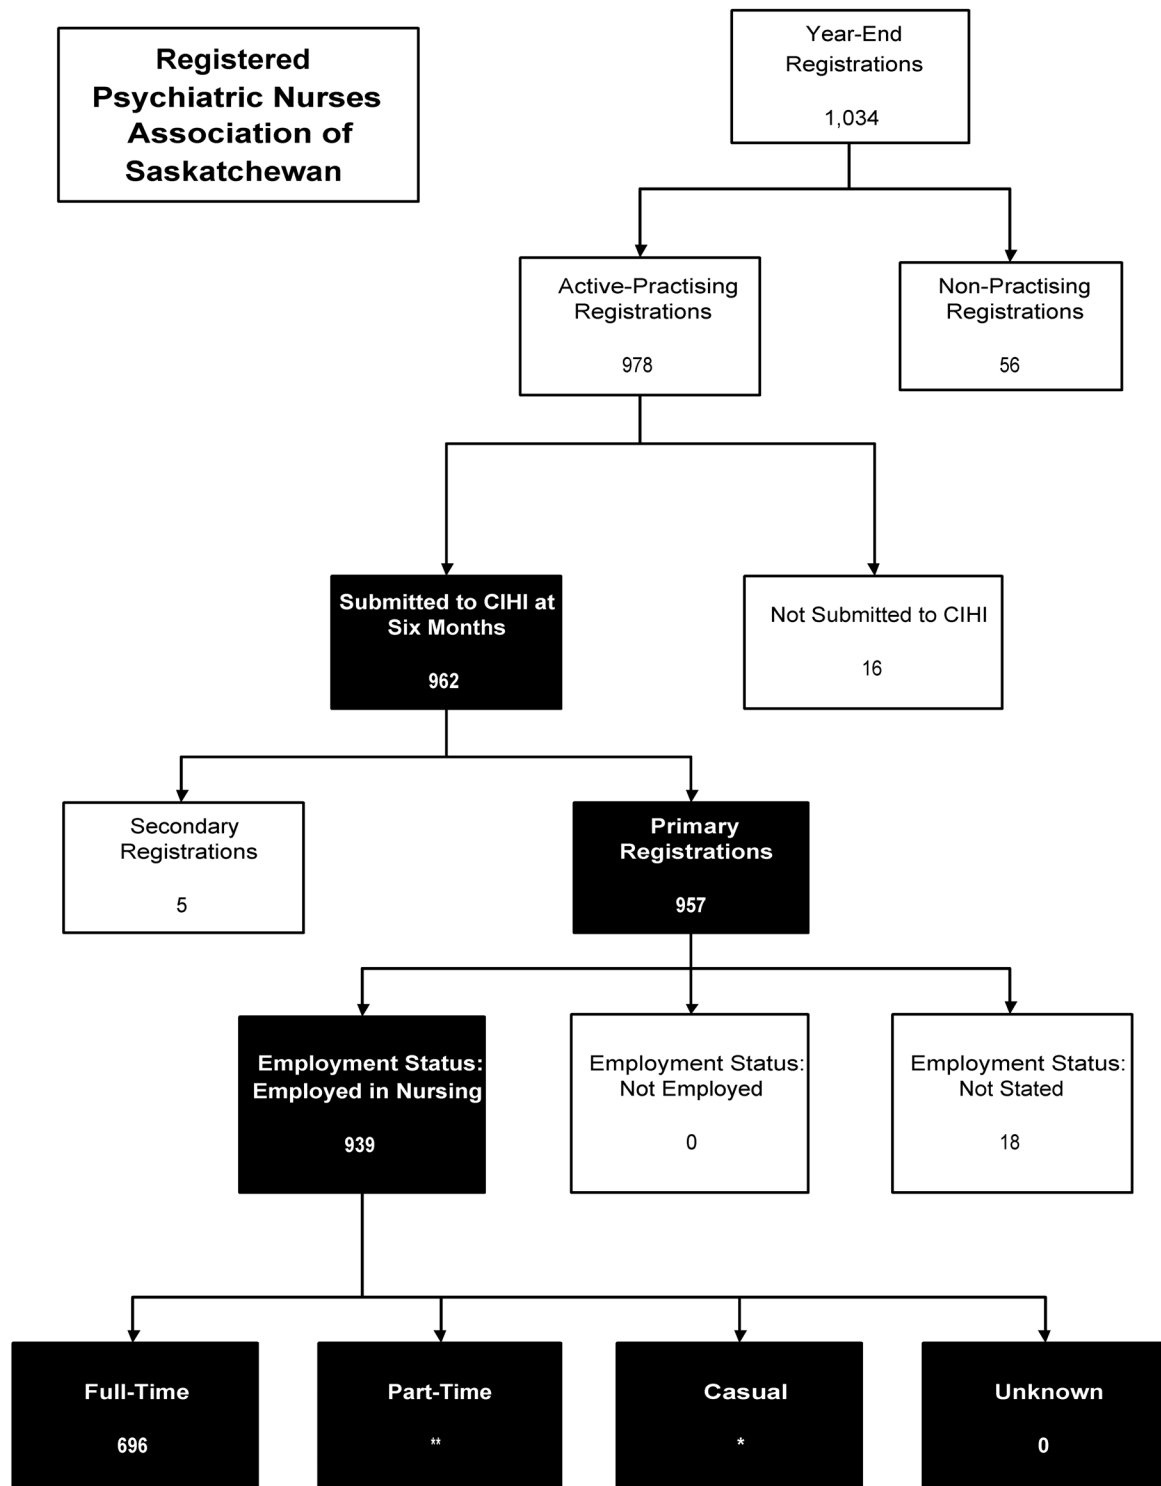 Registered
Psychiatric Nurses
Association of
Saskatchewan
Year-End
Registrations
1,034
Active-Practising
Registrations
978
Non-Practising
Registrations
56
Submitted to CIHI at
Six Months
962
Not Submitted to CIHI
16
Secondary
Registrations
5
Primary
Registrations
957
Employment Status:
Employed in Nursing
939
Employment Status:
Not Employed
0
Employment Status:
Not Stated
18
Full-Time
696
Part-Time
**
Casual
*
Unknown
0